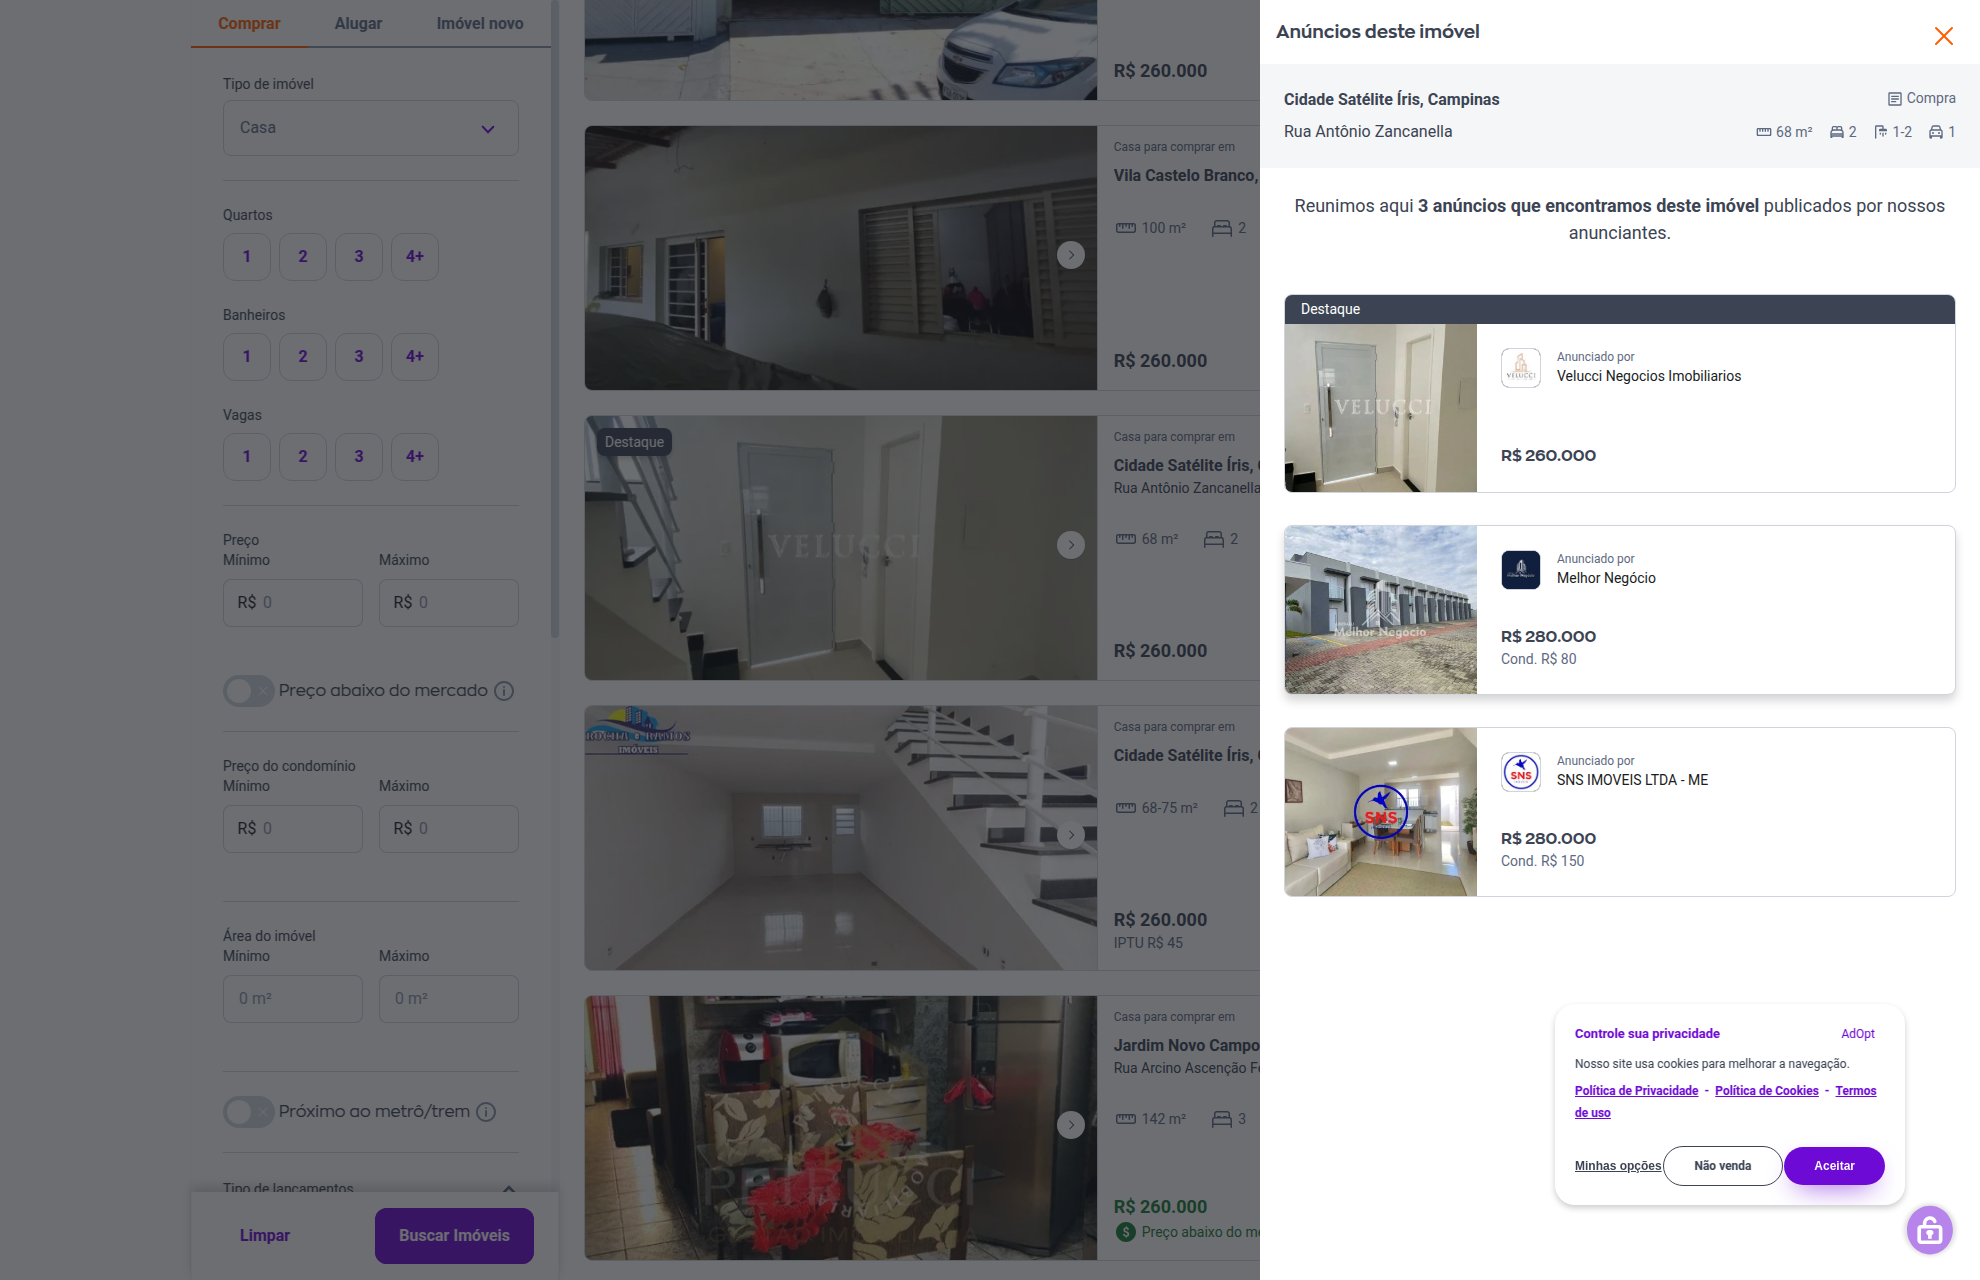 Comprar
Alugar
Imóvel novo
Tipo de imóvel
Casa
Quartos
1
2
3
4+
Banheiros
1
2
3
4+
Vagas
1
2
3
4+
Preço
Mínimo
Máximo
R$ 0
R$ 0
Preço abaixo do mercado
Preço do condomínio
Mínimo
Máximo
R$ 0
R$ 0
Área do imóvel
Mínimo
Máximo
0 m²
0 m²
Próximo ao metrô/trem
Tipo de lançamentos
Limpar
Buscar Imóveis
R$ 260.000
Casa para comprar em
Vila Castelo Branco,
100 m²
2
R$ 260.000
Destaque
VELUCCI
Casa para comprar em
Cidade Satélite Íris,
Rua Antônio Zancanella
68 m²
2
R$ 260.000
ROCHA e RAMOS
IMÓVEIS
Casa para comprar em
Cidade Satélite Íris,
68-75 m²
2
R$ 260.000
IPTU R$ 45
Casa para comprar em
Jardim Novo Campo
Rua Arcino Ascenção Fe
142 m²
3
R$ 260.000
Preço abaixo do me
Anúncios deste imóvel
Cidade Satélite Íris, Campinas
Compra
Rua Antônio Zancanella
68 m²
2
1-2
1
Reunimos aqui 3 anúncios que encontramos deste imóvel publicados por nossos
anunciantes.
Destaque
VELUCCI
VELUCCI
Anunciado por
Velucci Negocios Imobiliarios
R$ 260.000
Melhor Negócio
Anunciado por
Melhor Negócio
R$ 280.000
Cond. R$ 80
SNS
SNS
Anunciado por
SNS IMOVEIS LTDA - ME
R$ 280.000
Cond. R$ 150
Controle sua privacidade
AdOpt
Nosso site usa cookies para melhorar a navegação.
Política de Privacidade - Política de Cookies - Termos
de uso
Minhas opções
Não venda
Aceitar